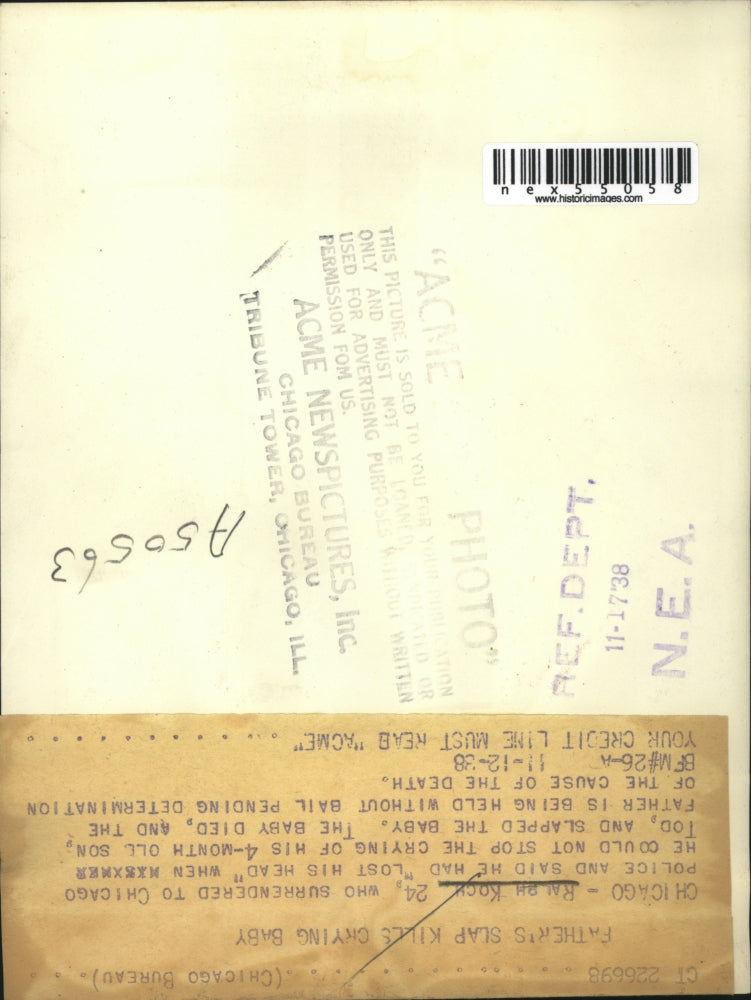 nex55058
www.historicimages.com
"ACME PHOTO"
THIS PICTURE IS SOLD TO YOU FOR YOUR PUBLICATION
ONLY AND MUST NOT BE LOANED OR
USED FOR ADVERTISING PURPOSES WITHOUT WRITTEN
PERMISSION FOM US.
ACME NEWSPICTURES, Inc.
CHICAGO BUREAU
TRIBUNE TOWER, CHICAGO, ILL.
A50563
REF. DEPT.
11-17'38
N. E. A.
CT 226698 . . . . . . . . . . . . . (CHICAGO BUREAU). . . .
FATHER'S SLAP KILLS CRYING BABY
CHICAGO - RALPH KOCH, 24, WHO SURRENDERED TO CHICAGO
POLICE AND SAID HE HAD "LOST HIS HEAD" WHEN
HE COULD NOT STOP THE CRYING OF HIS 4-MONTH OLL SON,
TOD, AND SLAPPED THE BABY. THE BABY DIED, AND THE
FATHER IS BEING HELD WITHOUT BAIL PENDING DETERMINATION
OF THE CAUSE OF THE DEATH.
BFM#26-A 11-12-38
YOUR CREDIT LINE MUST READ "ACME" . . . . . . . . . . . .